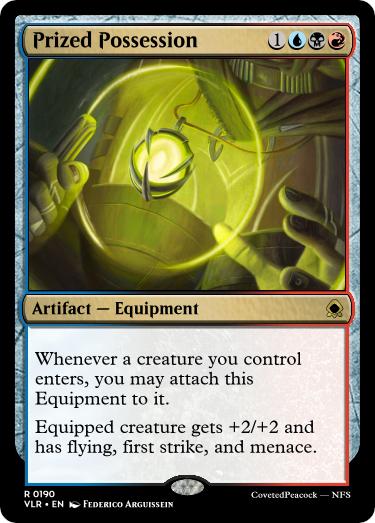 Prized Possession 1
Artifact — Equipment
Whenever a creature you control
enters, you may attach this
Equipment to it.
Equipped creature gets +2/+2 and
has flying, first strike, and menace.
R 0190
VLR • EN Federico Arguissein CovetedPeacock — NFS